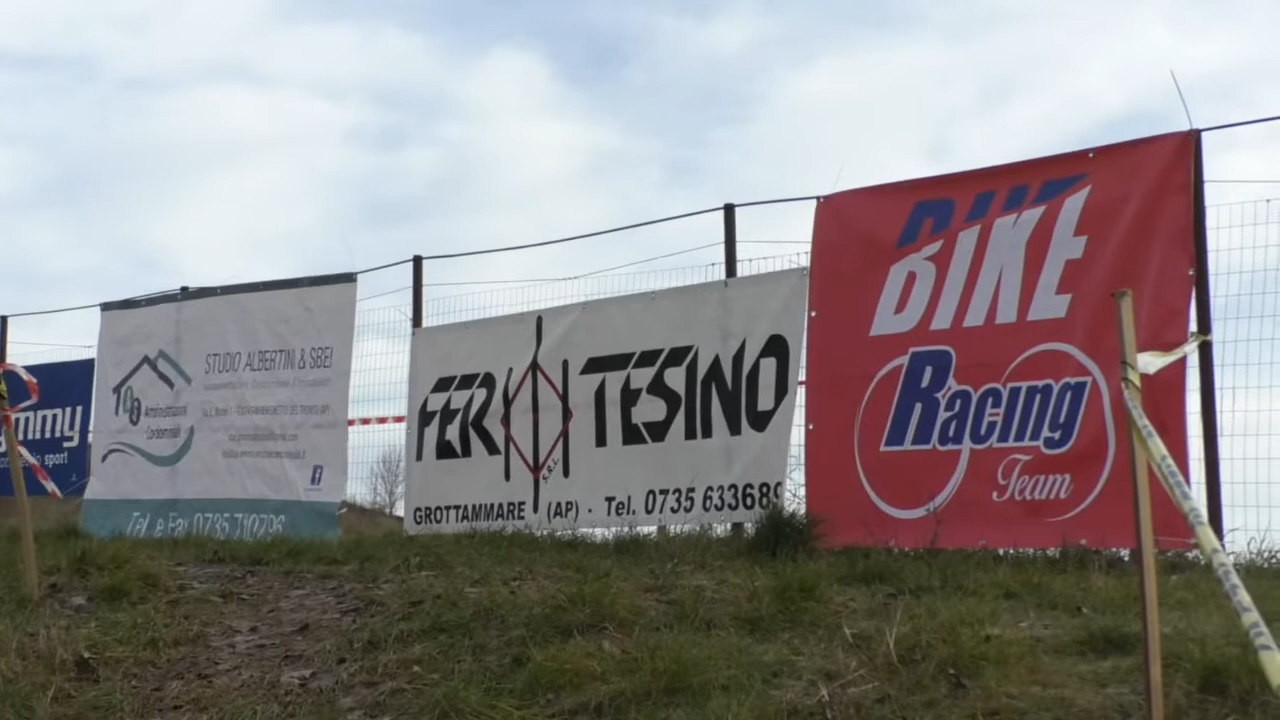 mmy
sport
STUDIO ALBERTINI & SBEI
Amministrazioni
Condominiali
Tel. e Fax 0735 710796
FER TESINO
S.R.L.
GROTTAMMARE (AP) - Tel. 0735 633689
BIKE
Racing
Team